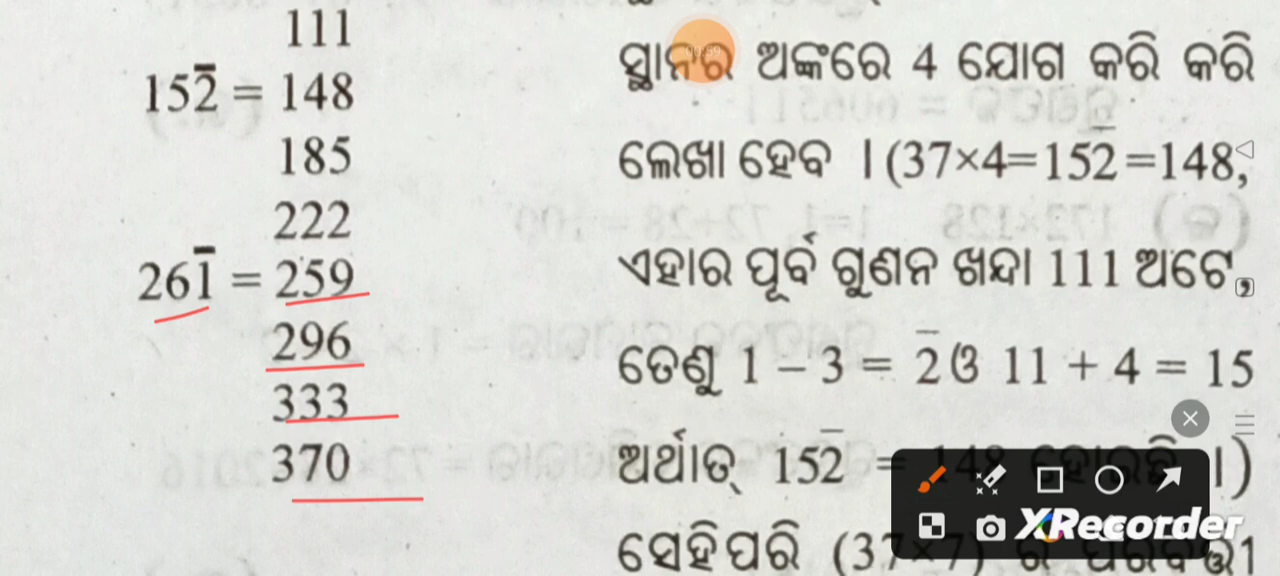 111
152̅ = 148
185
222
261̅ = 259
296
333
370
ସ୍ଥାନର ଅଙ୍କରେ 4 ଯୋଗ କରି କରି
ଲେଖା ହେବ । (37×4=152̅=148,
ଏହାର ପୂର୍ବ ଗୁଣନ ଖନ୍ଦା 111 ଅଟେ,
ତେଣୁ 1 – 3 = 2̅ ଓ 11 + 4 = 15
ଅର୍ଥାତ୍ 152̅ = 148 ହୋଇଛି ।)
ସେହିପରି (37×7) ର
XRecorder